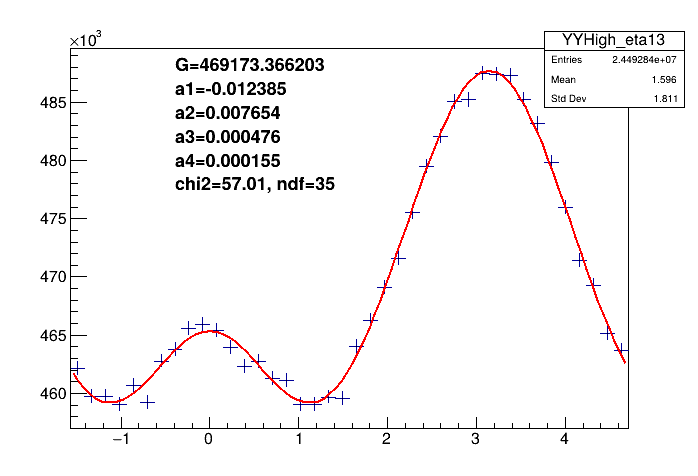 ×10³
YYHigh_eta13
Entries 2.449284e+07
Mean 1.596
Std Dev 1.811
G=469173.366203
a1=-0.012385
a2=0.007654
a3=0.000476
a4=0.000155
chi2=57.01, ndf=35
485
480
475
470
465
460
−1 0 1 2 3 4